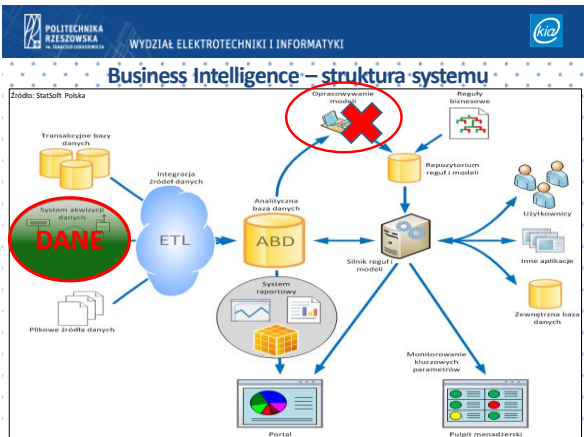 POLITECHNIKA
RZESZOWSKA
im. IGNACEGO ŁUKASIEWICZA
WYDZIAŁ ELEKTROTECHNIKI I INFORMATYKI
kia
Business Intelligence – struktura systemu
Źródło: StatSoft Polska
Opracowywanie
modeli
Reguły
biznesowe
Transakcyjne bazy
danych
Integracja
źródeł danych
Repozytorium
reguł i modeli
Analityczna
baza danych
System akwizycji
danych
DANE
ETL
ABD
Użytkownicy
Silnik reguł i
modeli
Inne aplikacje
System
raportowy
Plikowe źródła danych
Zewnętrzna baza
danych
Monitorowanie
kluczowych
parametrów
Portal
Pulpit menadżerski